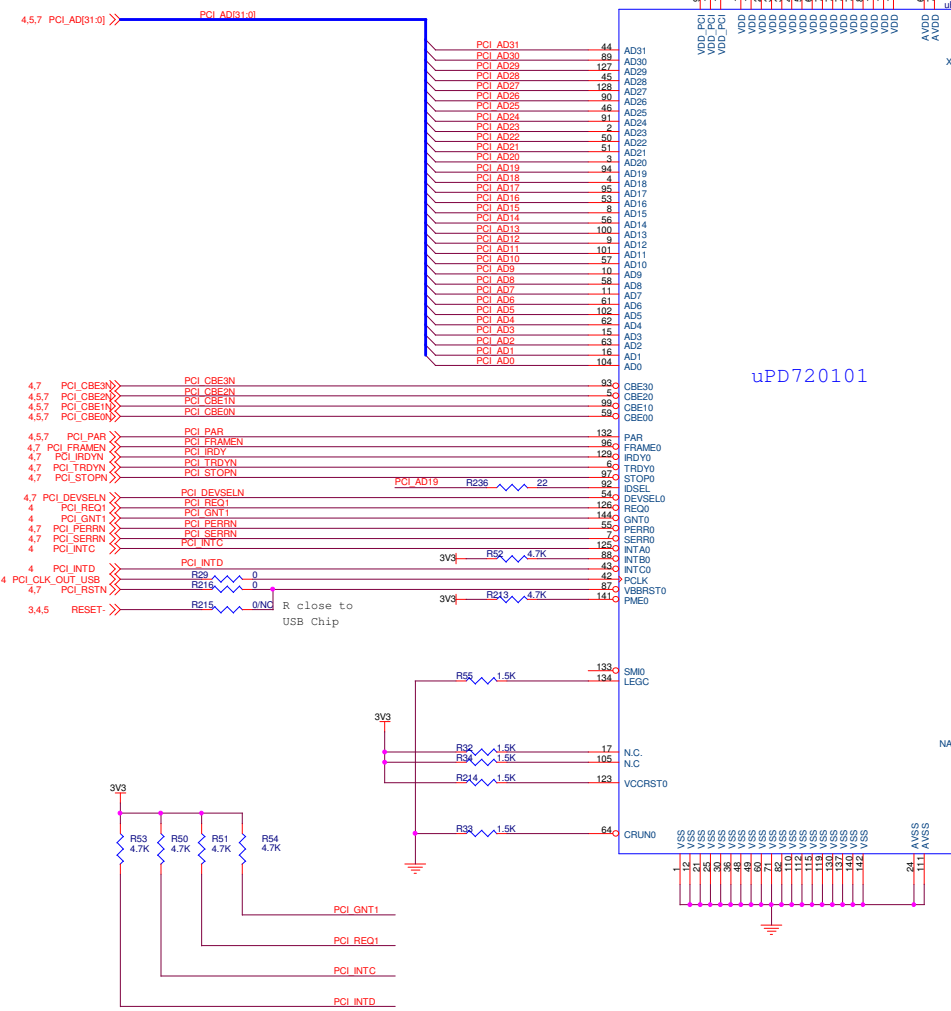 4,5,7 PCI_AD[31:0] PCI_AD[31:0]
VDD_PCI VDD_PCI VDD_PCI VDD VDD VDD VDD VDD VDD VDD VDD VDD VDD VDD VDD VDD VDD VDD VDD AVDD AVDD
PCI_AD31 44 AD31
PCI_AD30 89 AD30
PCI_AD29 127 AD29
PCI_AD28 45 AD28
PCI_AD27 128 AD27
PCI_AD26 90 AD26
PCI_AD25 46 AD25
PCI_AD24 91 AD24
PCI_AD23 2 AD23
PCI_AD22 50 AD22
PCI_AD21 51 AD21
PCI_AD20 3 AD20
PCI_AD19 94 AD19
PCI_AD18 4 AD18
PCI_AD17 95 AD17
PCI_AD16 53 AD16
PCI_AD15 8 AD15
PCI_AD14 56 AD14
PCI_AD13 100 AD13
PCI_AD12 9 AD12
PCI_AD11 101 AD11
PCI_AD10 57 AD10
PCI_AD9 10 AD9
PCI_AD8 58 AD8
PCI_AD7 11 AD7
PCI_AD6 61 AD6
PCI_AD5 102 AD5
PCI_AD4 62 AD4
PCI_AD3 15 AD3
PCI_AD2 63 AD2
PCI_AD1 16 AD1
PCI_AD0 104 AD0
uPD720101
4,7 PCI_CBE3N PCI_CBE3N 93 CBE30
4,5,7 PCI_CBE2N PCI_CBE2N 5 CBE20
4,5,7 PCI_CBE1N PCI_CBE1N 99 CBE10
4,5,7 PCI_CBE0N PCI_CBE0N 59 CBE00
4,5,7 PCI_PAR PCI_PAR 132 PAR
4,7 PCI_FRAMEN PCI_FRAMEN 96 FRAME0
4,7 PCI_IRDYN PCI_IRDY 129 IRDY0
4,7 PCI_TRDYN PCI_TRDYN 6 TRDY0
4,7 PCI_STOPN PCI_STOPN 97 STOP0
PCI_AD19 R236 22 92 IDSEL
4,7 PCI_DEVSELN PCI_DEVSELN 54 DEVSEL0
4 PCI_REQ1 PCI_REQ1 126 REQ0
4 PCI_GNT1 PCI_GNT1 144 GNT0
4,7 PCI_PERRN PCI_PERRN 55 PERR0
4,7 PCI_SERRN PCI_SERRN 7 SERR0
4 PCI_INTC PCI_INTC 125 INTA0
3V3 R52 4.7K 88 INTB0
4 PCI_INTD PCI_INTD 43 INTC0
4 PCI_CLK_OUT_USB R29 0 42 PCLK
4,7 PCI_RSTN R216 0 87 VBBRST0
3V3 R213 4.7K 141 PME0
3,4,5 RESET- R215 0/NC R close to
USB Chip
133 SMI0
R55 1.5K 134 LEGC
3V3
R32 1.5K 17 N.C.
R34 1.5K 105 N.C
NA
R214 1.5K 123 VCCRST0
3V3
R33 1.5K 64 CRUN0
R53 R50 R51 R54
4.7K 4.7K 4.7K 4.7K
VSS VSS VSS VSS VSS VSS VSS VSS VSS VSS VSS VSS VSS VSS VSS VSS VSS VSS VSS AVSS AVSS
1 12 21 25 30 36 48 49 60 71 82 110 112 115 119 130 137 140 142 24 111
PCI_GNT1
PCI_REQ1
PCI_INTC
PCI_INTD